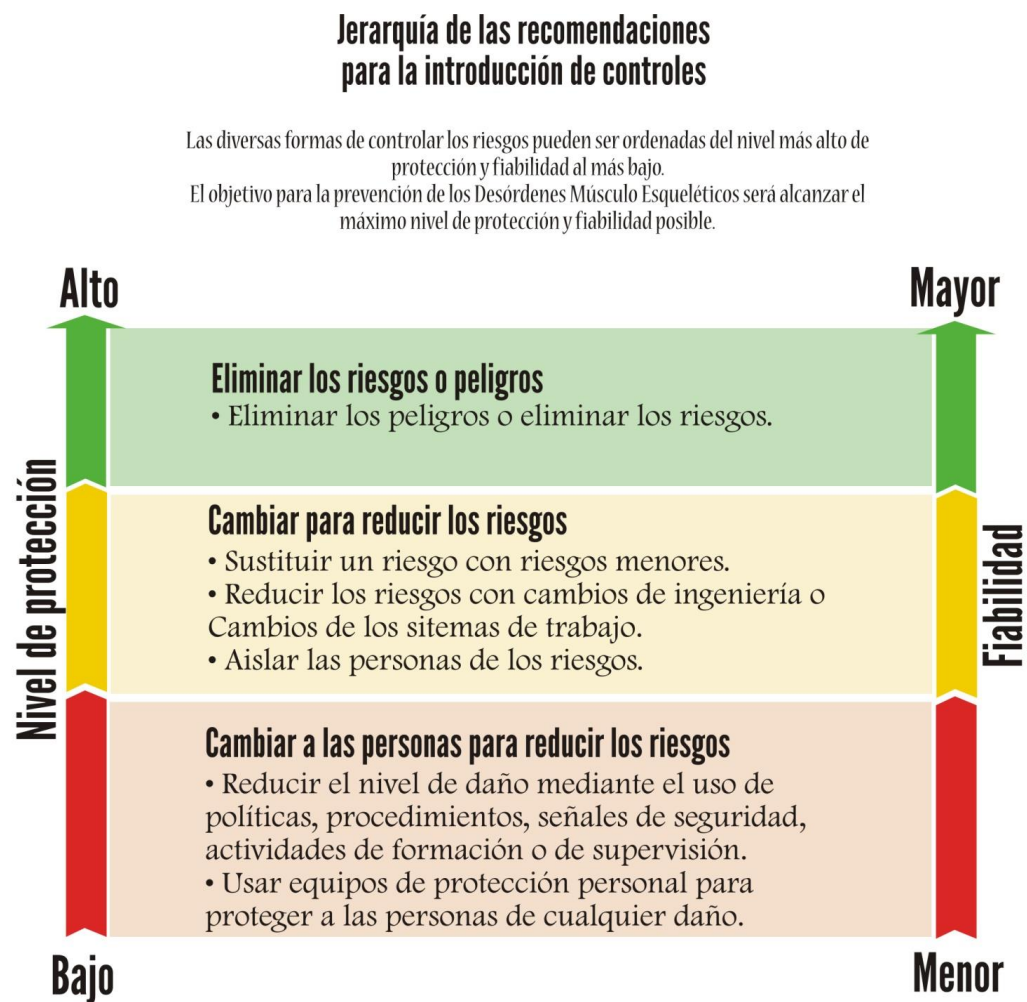 Jerarquía de las recomendaciones
para la introducción de controles
Las diversas formas de controlar los riesgos pueden ser ordenadas del nivel más alto de
protección y fiabilidad al más bajo.
El objetivo para la prevención de los Desórdenes Músculo Esqueléticos será alcanzar el
máximo nivel de protección y fiabilidad posible.
Alto
Mayor
Nivel de protección
Eliminar los riesgos o peligros
• Eliminar los peligros o eliminar los riesgos.
Cambiar para reducir los riesgos
• Sustituir un riesgo con riesgos menores.
• Reducir los riesgos con cambios de ingeniería o
Cambios de los sitemas de trabajo.
• Aislar las personas de los riesgos.
Cambiar a las personas para reducir los riesgos
• Reducir el nivel de daño mediante el uso de
políticas, procedimientos, señales de seguridad,
actividades de formación o de supervisión.
• Usar equipos de protección personal para
proteger a las personas de cualquier daño.
Fiabilidad
Bajo
Menor